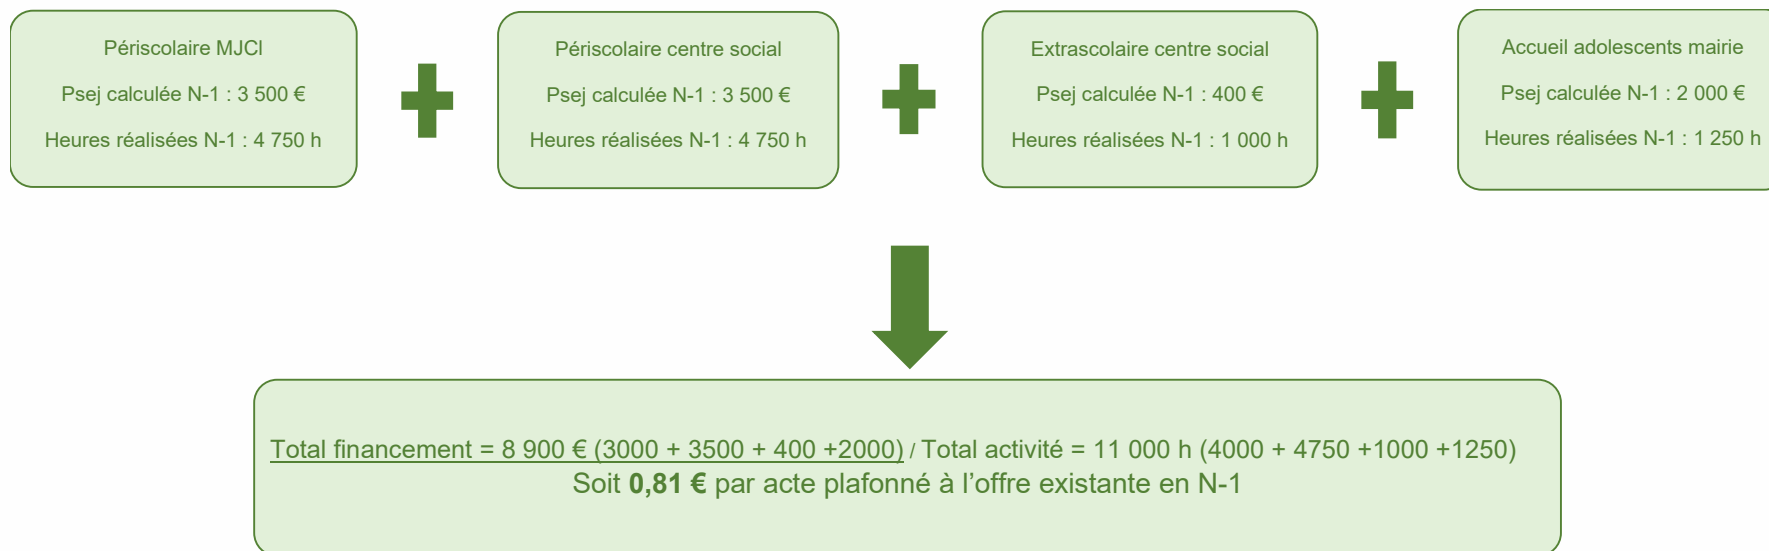 Périscolaire MJCI
Psej calculée N-1 : 3 500 €
Heures réalisées N-1 : 4 750 h
Périscolaire centre social
Psej calculée N-1 : 3 500 €
Heures réalisées N-1 : 4 750 h
Extrascolaire centre social
Psej calculée N-1 : 400 €
Heures réalisées N-1 : 1 000 h
Accueil adolescents mairie
Psej calculée N-1 : 2 000 €
Heures réalisées N-1 : 1 250 h
Total financement = 8 900 € (3000 + 3500 + 400 +2000) / Total activité = 11 000 h (4000 + 4750 +1000 +1250)
Soit 0,81 € par acte plafonné à l’offre existante en N-1